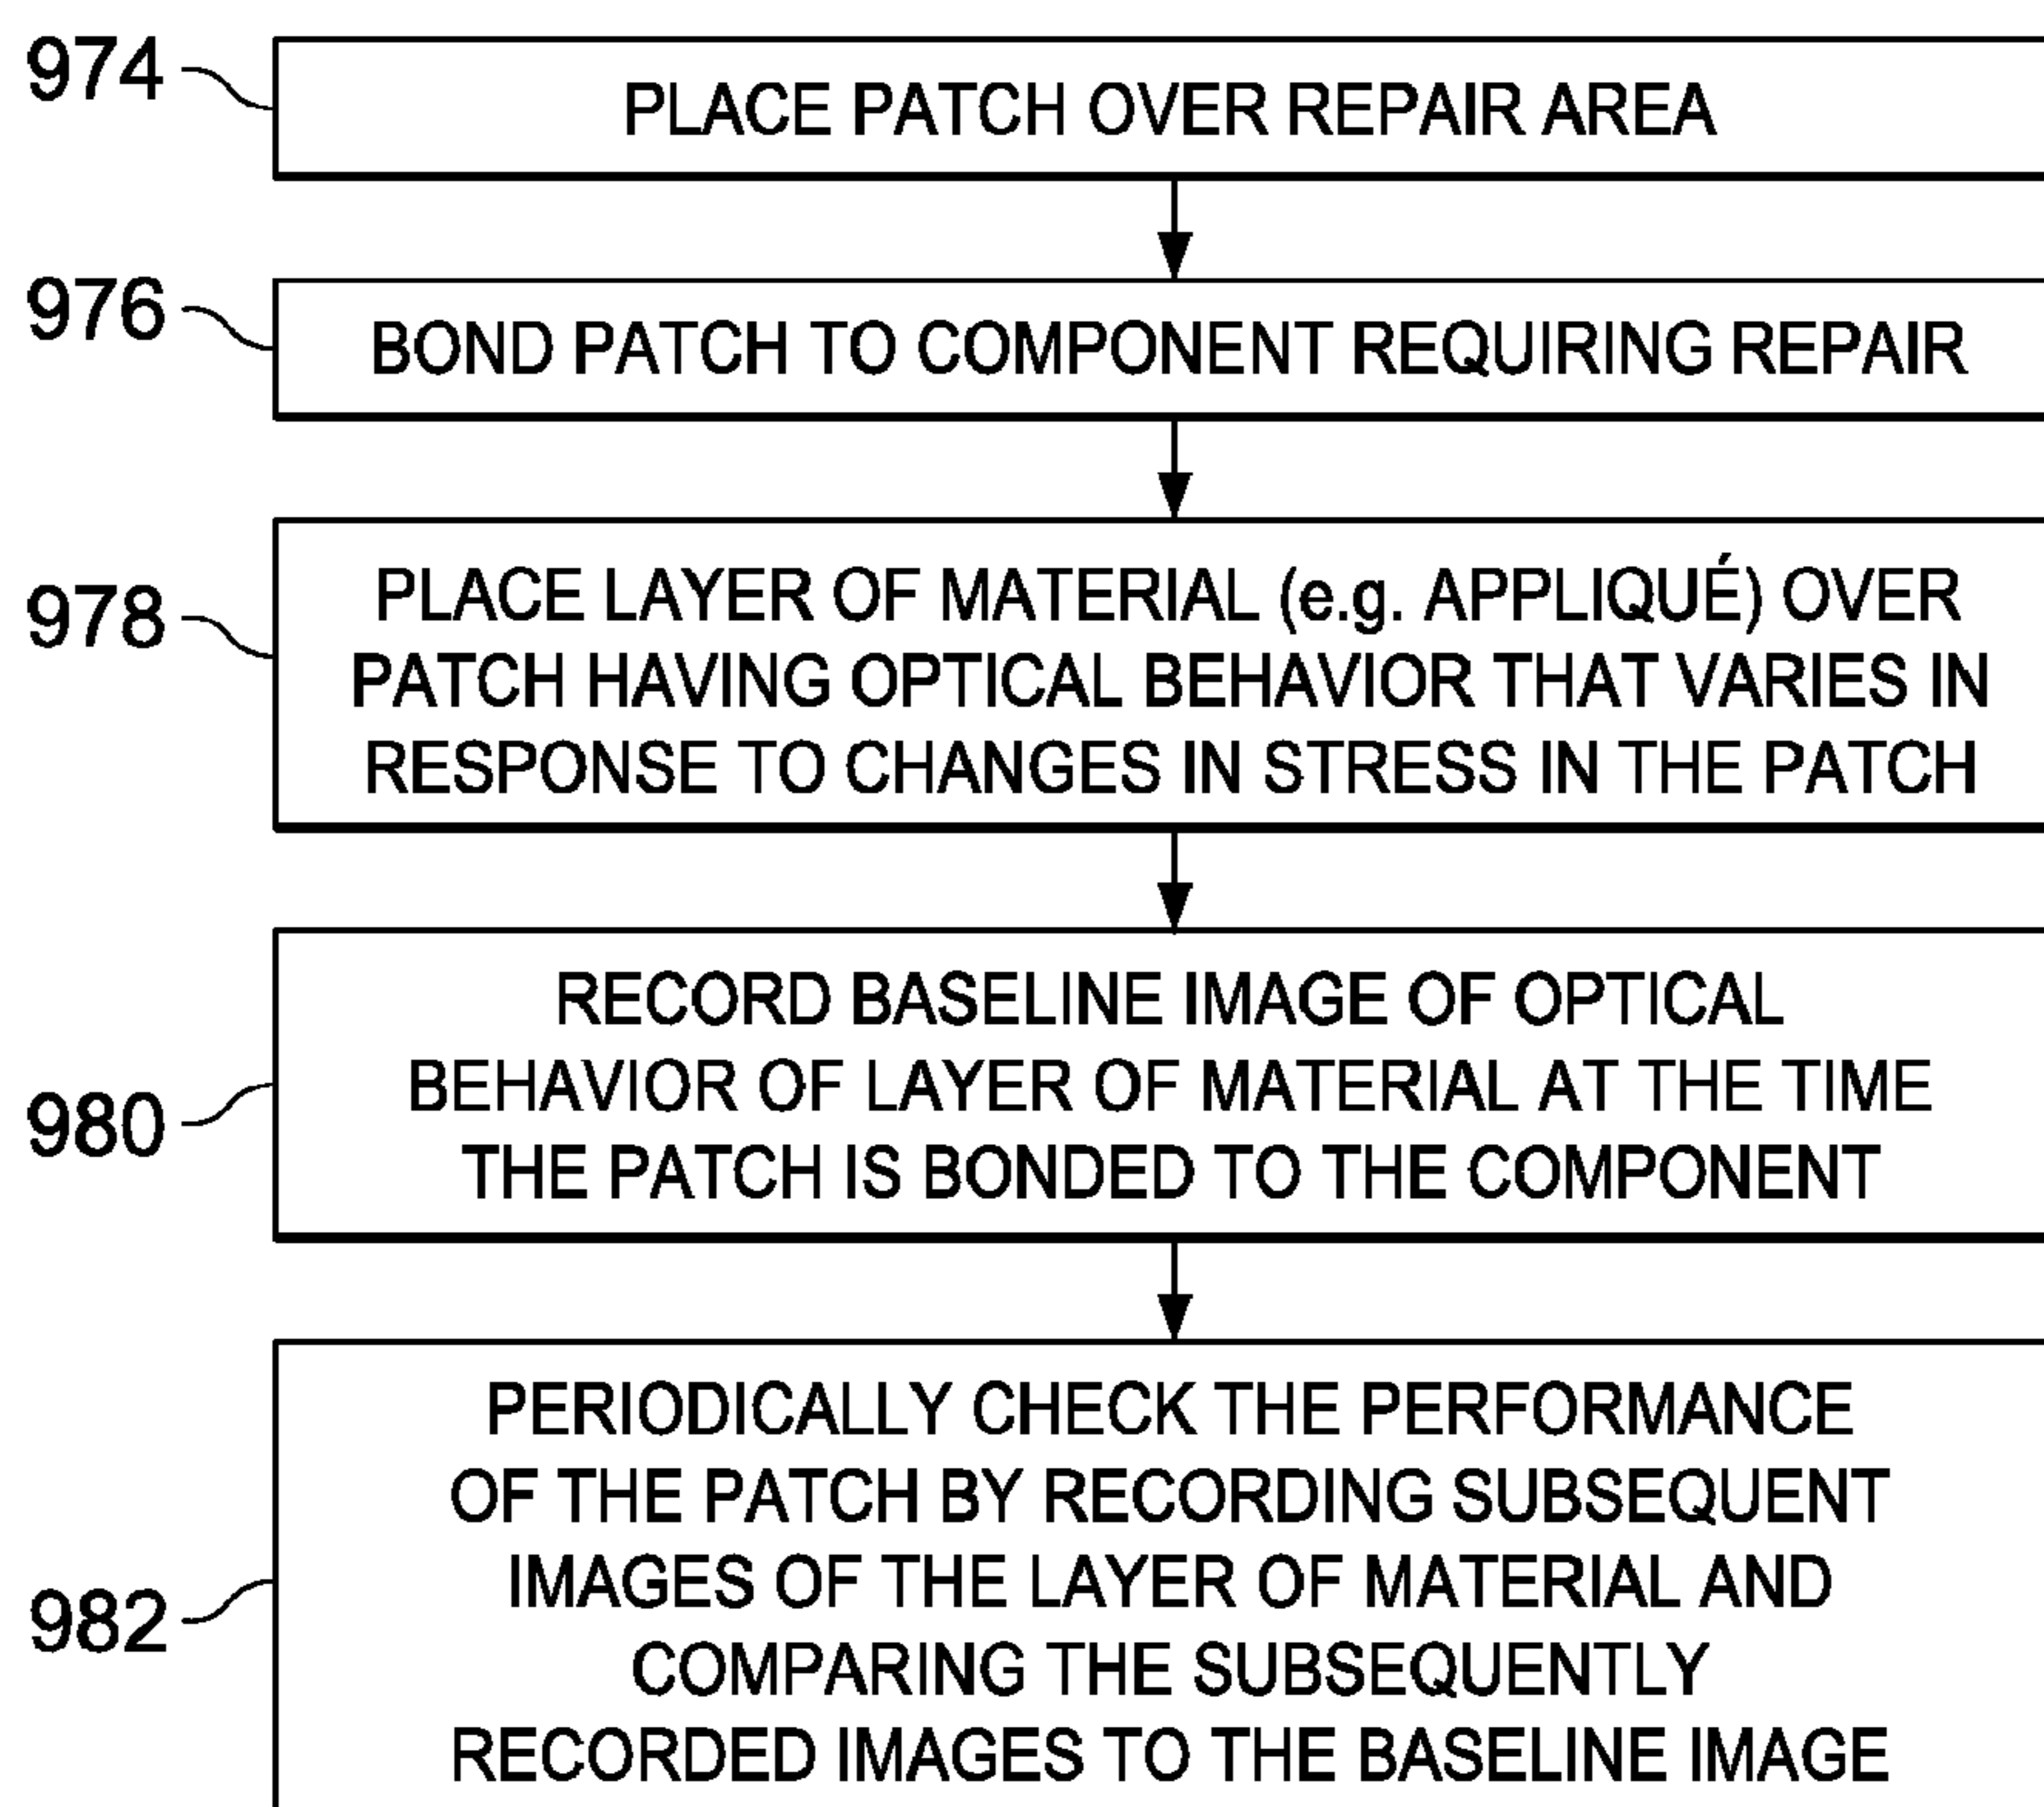 974
PLACE PATCH OVER REPAIR AREA
976
BOND PATCH TO COMPONENT REQUIRING REPAIR
978
PLACE LAYER OF MATERIAL (e.g. APPLIQUÉ) OVER
PATCH HAVING OPTICAL BEHAVIOR THAT VARIES IN
RESPONSE TO CHANGES IN STRESS IN THE PATCH
980
RECORD BASELINE IMAGE OF OPTICAL
BEHAVIOR OF LAYER OF MATERIAL AT THE TIME
THE PATCH IS BONDED TO THE COMPONENT
982
PERIODICALLY CHECK THE PERFORMANCE
OF THE PATCH BY RECORDING SUBSEQUENT
IMAGES OF THE LAYER OF MATERIAL AND
COMPARING THE SUBSEQUENTLY
RECORDED IMAGES TO THE BASELINE IMAGE